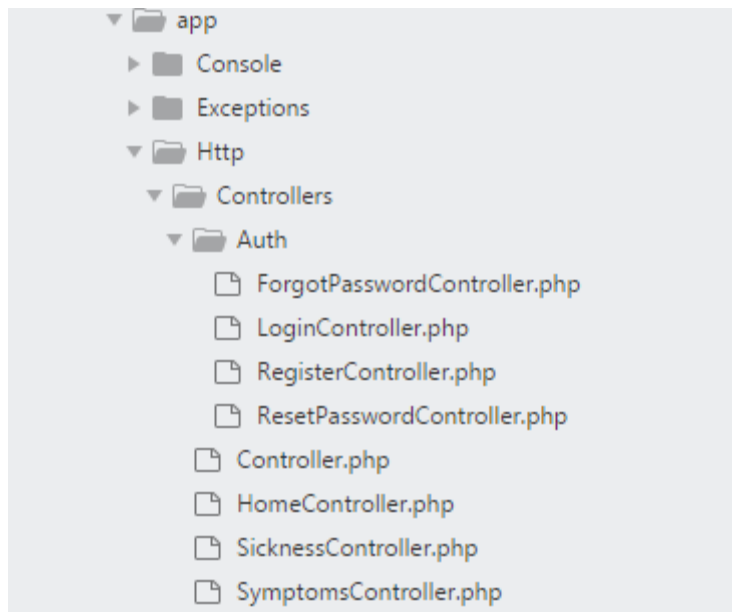 app
Console
Exceptions
Http
Controllers
Auth
ForgotPasswordController.php
LoginController.php
RegisterController.php
ResetPasswordController.php
Controller.php
HomeController.php
SicknessController.php
SymptomsController.php